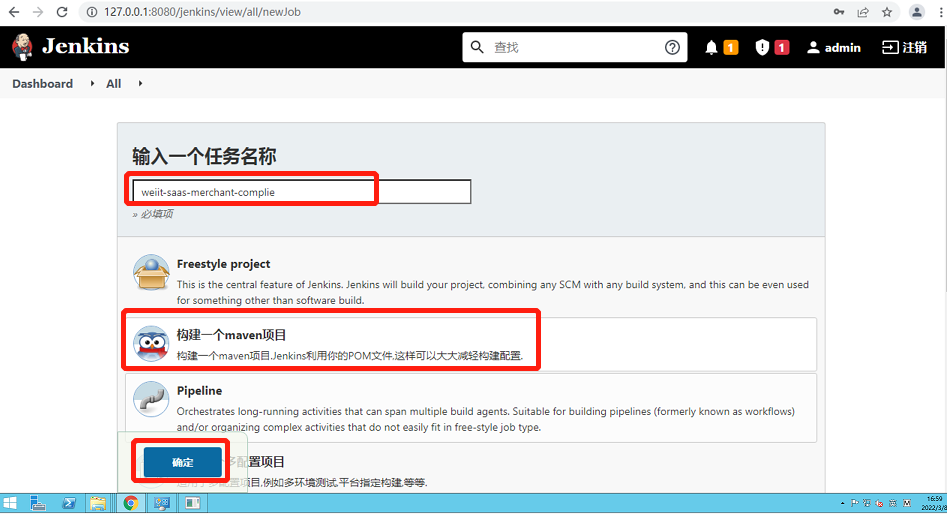 127.0.0.1:8080/jenkins/view/all/newJob
Jenkins
查找
1
1
admin
注销
Dashboard
All
输入一个任务名称
weiit-saas-merchant-complie
» 必填项
Freestyle project
This is the central feature of Jenkins. Jenkins will build your project, combining any SCM with any build system, and this can be even used
for something other than software build.
构建一个maven项目
构建一个maven项目.Jenkins利用你的POM文件,这样可以大大减轻构建配置.
Pipeline
Orchestrates long-running activities that can span multiple build agents. Suitable for building pipelines (formerly known as workflows)
and/or organizing complex activities that do not easily fit in free-style job type.
多配置项目
确定
项目,例如多环境测试,平台指定构建,等等.
16:59
2022/3/8